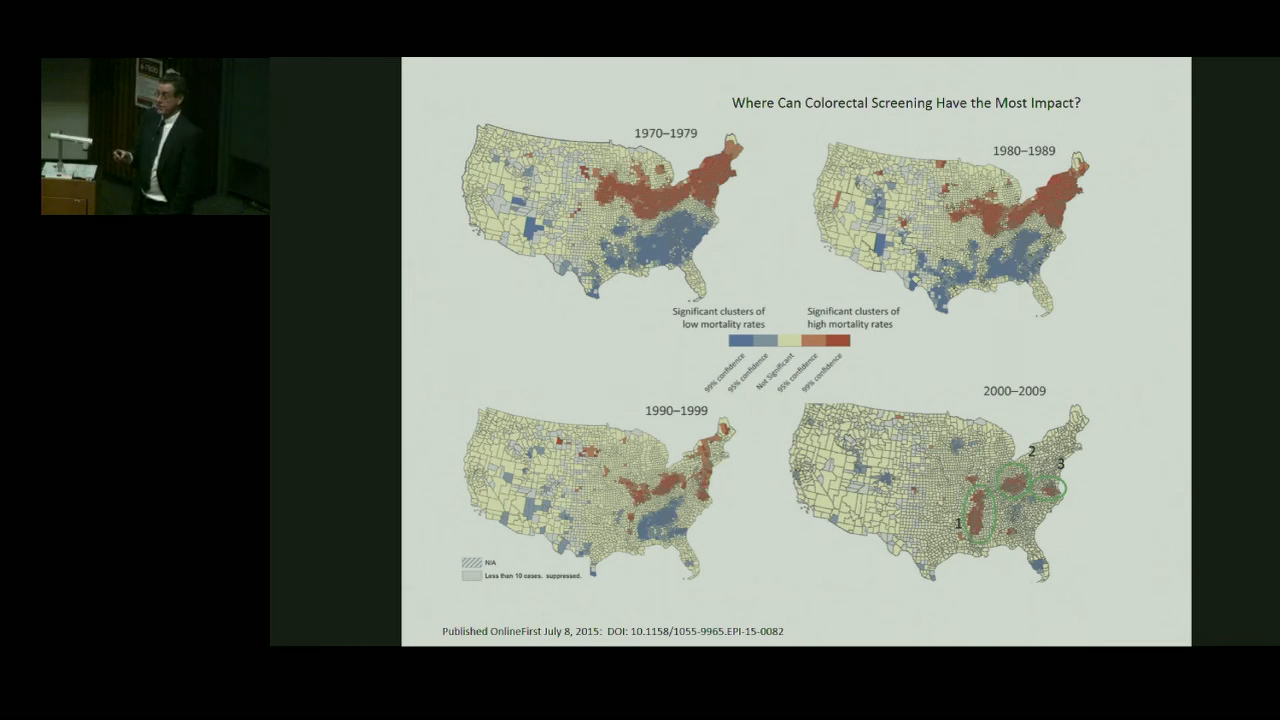 Where Can Colorectal Screening Have the Most Impact?
1970–1979
1980–1989
Significant clusters of
low mortality rates
Significant clusters of
high mortality rates
99% confidence
95% confidence
Not Significant
95% confidence
99% confidence
1990–1999
2000–2009
2
3
1
N/A
Less than 10 cases. suppressed.
Published OnlineFirst July 8, 2015: DOI: 10.1158/1055-9965.EPI-15-0082